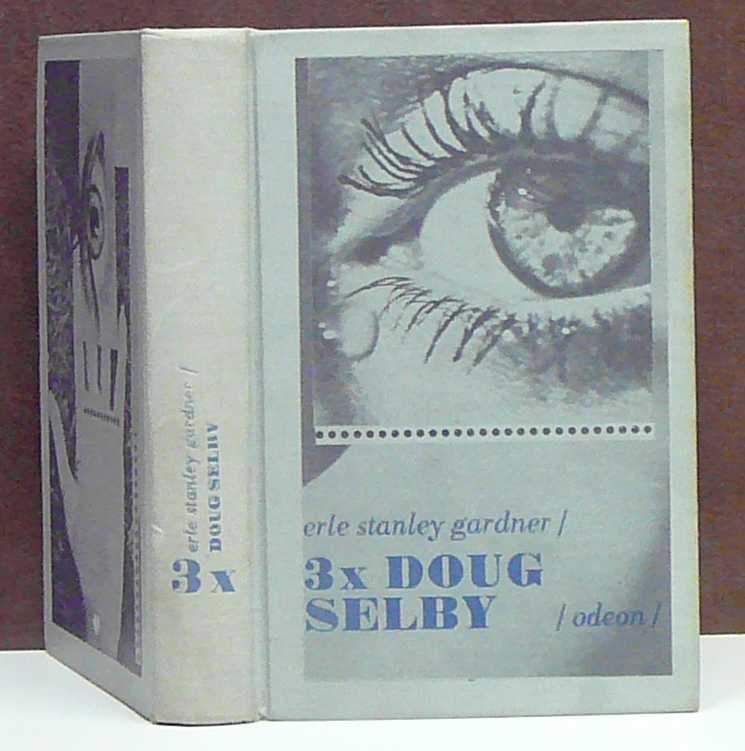 erle stanley gardner /
DOUG SELBY
3x
erle stanley gardner /
3x DOUG
SELBY
/ odeon /